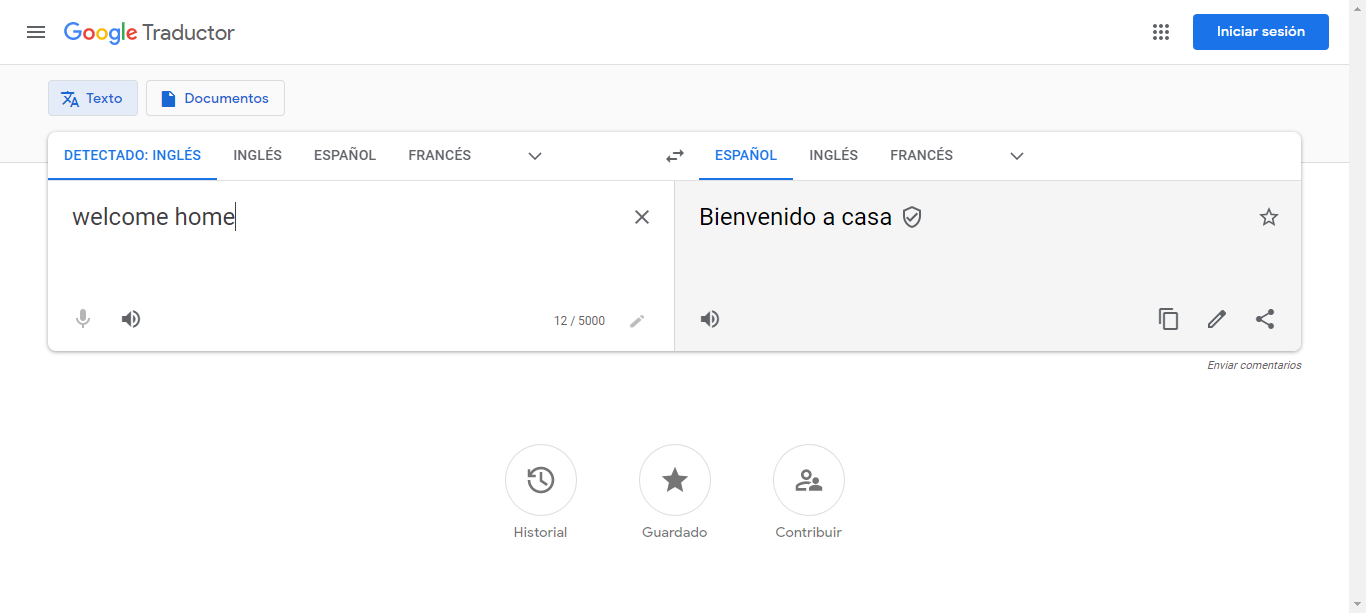 Google Traductor
Iniciar sesión
Texto
Documentos
DETECTADO: INGLÉS INGLÉS ESPAÑOL FRANCÉS
ESPAÑOL INGLÉS FRANCÉS
welcome home
Bienvenido a casa
12 / 5000
Enviar comentarios
Historial
Guardado
Contribuir